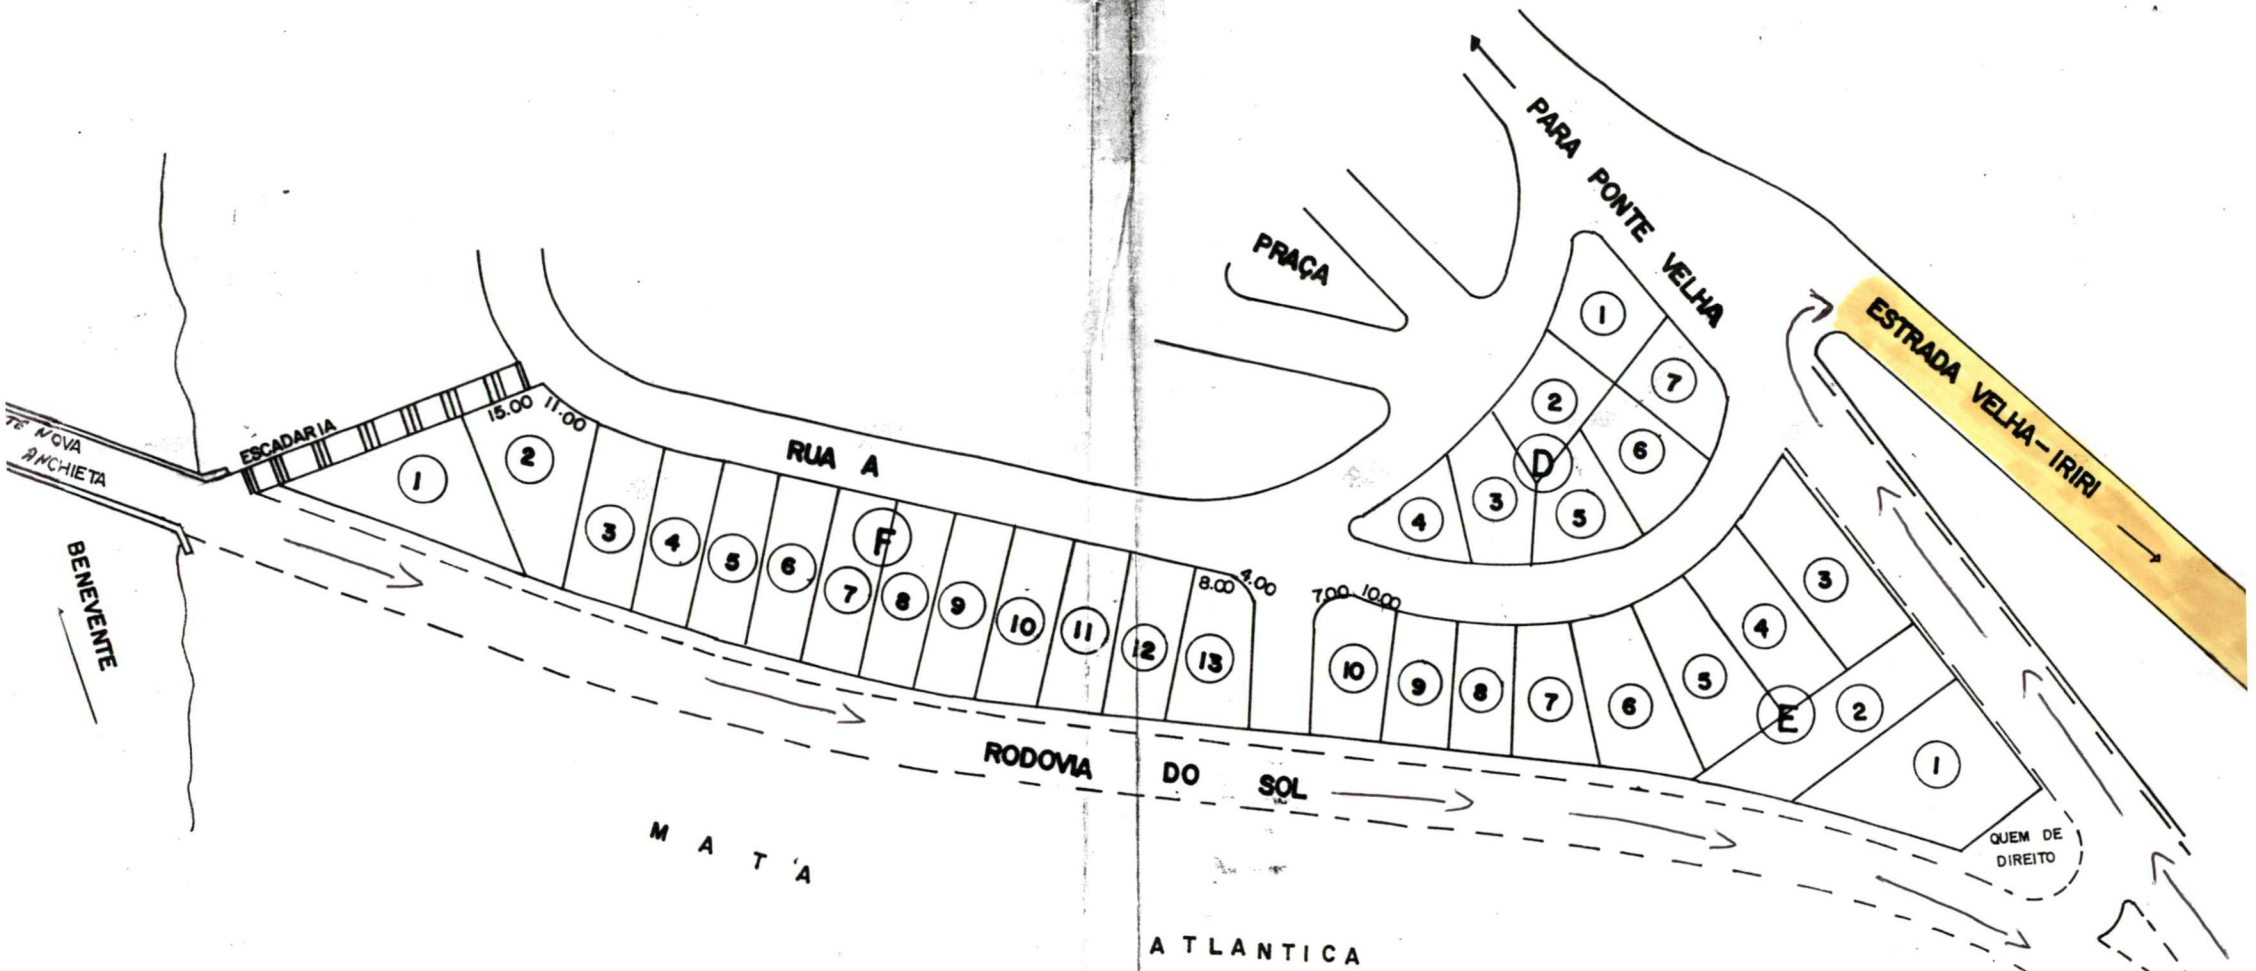 PARA PONTE VELHA
PRAÇA
ESTRADA VELHA-IRIRI
1
7
2
6
D
3
5
4
ESCADARIA
15.00 11.00
NOVA
ANCHIETA
RUA A
1
2
3
4
5
6
F
7
8
9
10
11
12
13
8.00 4.00
7.00 10.00
10
9
8
7
6
5
4
3
E
2
1
BENEVENTE
RODOVIA DO SOL
QUEM DE
DIREITO
MATA
ATLANTICA